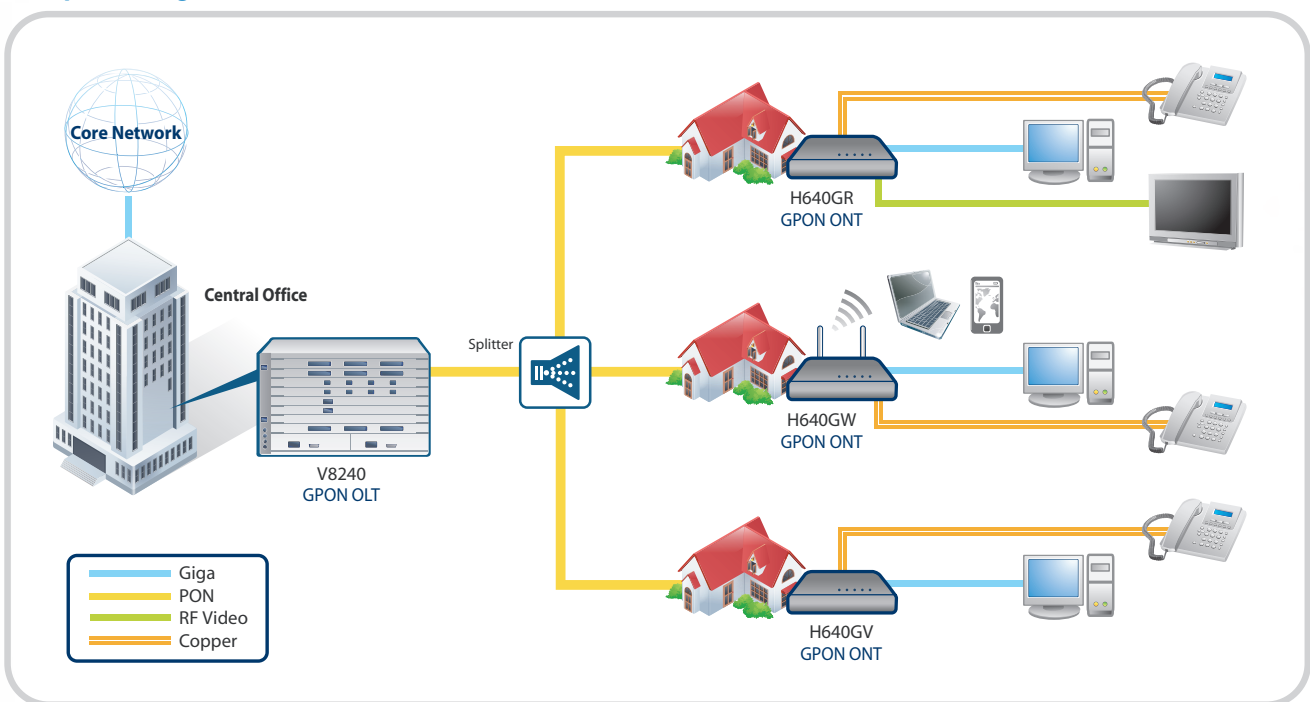 Core Network
Central Office
V8240
GPON OLT
Splitter
H640GR
GPON ONT
H640GW
GPON ONT
H640GV
GPON ONT
Giga
PON
RF Video
Copper